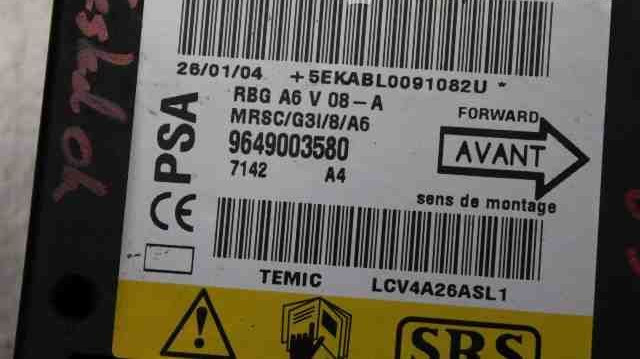 26/01/04 +5EKABL0091082U *
RBG A6 V 08-A
MRSC/G3I/8/A6
9649003580
7142 A4
PSA
CE
FORWARD
AVANT
sens de montage
TEMIC LCV4A26ASL1
SRS